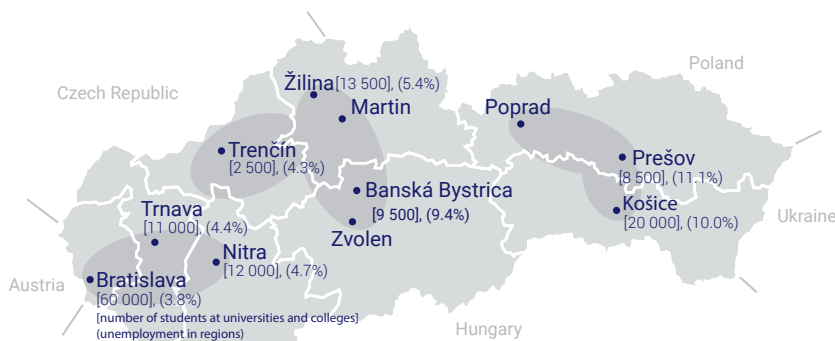 Poland
Czech Republic
Žilina [13 500], (5.4%)
Martin
Poprad
Trenčín
[2 500], (4.3%)
Prešov
[8 500], (11.1%)
Banská Bystrica
[9 500], (9.4%)
Zvolen
Košice
[20 000], (10.0%)
Ukraine
Trnava
[11 000], (4.4%)
Nitra
[12 000], (4.7%)
Austria
Bratislava
[60 000], (3.8%)
[number of students at universities and colleges]
(unemployment in regions)
Hungary